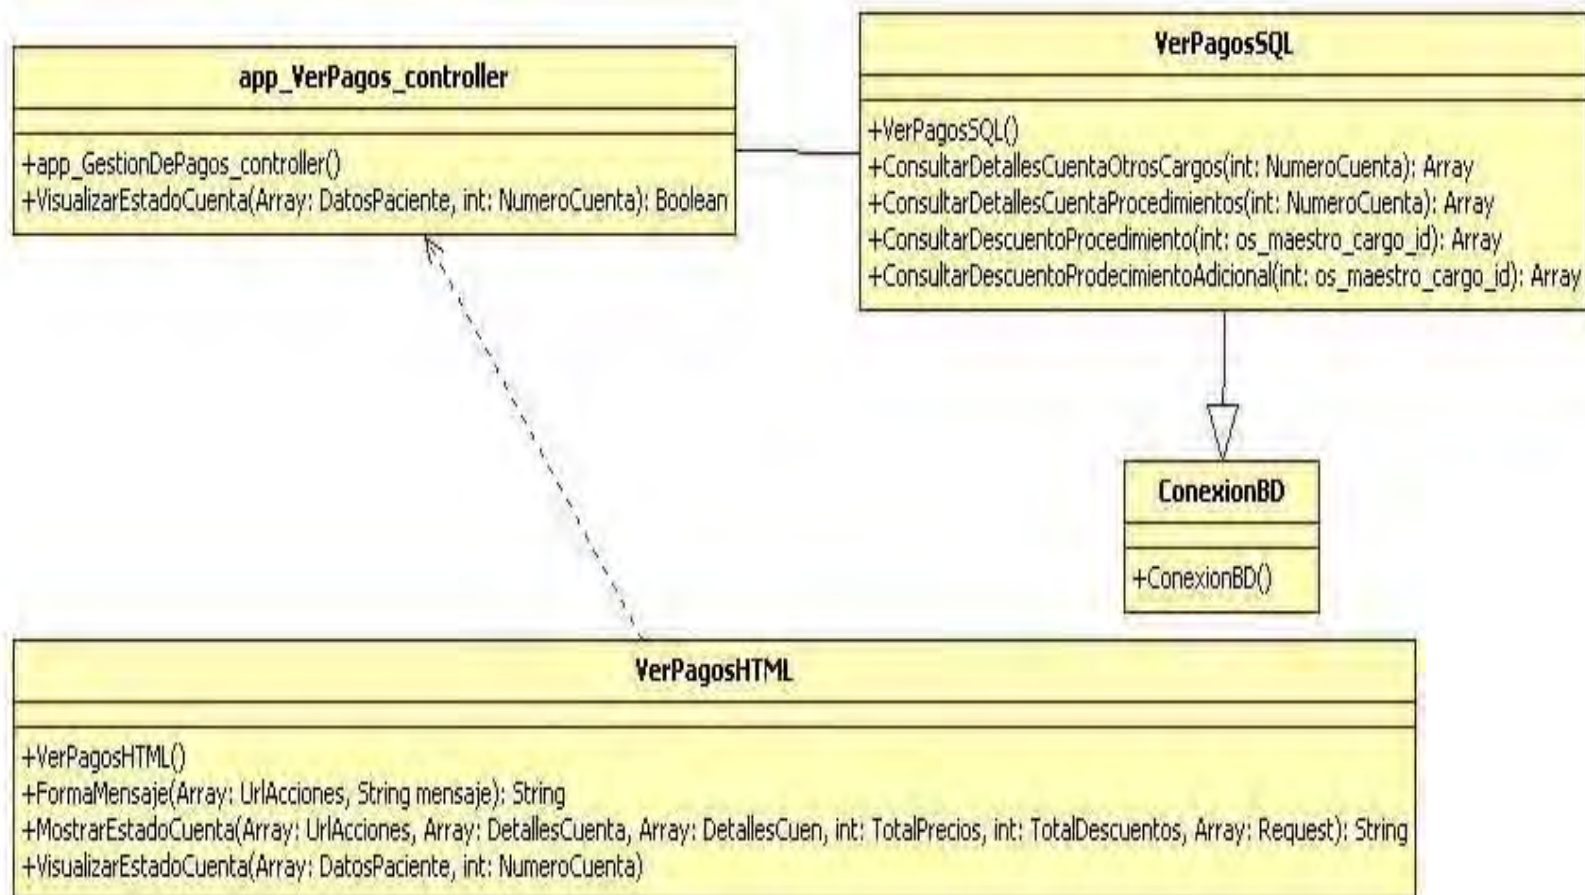 app_VerPagos_controller
+app_GestionDePagos_controller()
+VisualizarEstadoCuenta(Array: DatosPaciente, int: NumeroCuenta): Boolean
VerPagosSQL
+VerPagosSQL()
+ConsultarDetallesCuentaOtrosCargos(int: NumeroCuenta): Array
+ConsultarDetallesCuentaProcedimientos(int: NumeroCuenta): Array
+ConsultarDescuentoProcedimiento(int: os_maestro_cargo_id): Array
+ConsultarDescuentoProdecimientoAdicional(int: os_maestro_cargo_id): Array
ConexionBD
+ConexionBD()
VerPagosHTML
+VerPagosHTML()
+FormaMensaje(Array: UrlAcciones, String mensaje): String
+MostrarEstadoCuenta(Array: UrlAcciones, Array: DetallesCuenta, Array: DetallesCuen, int: TotalPrecios, int: TotalDescuentos, Array: Request): String
+VisualizarEstadoCuenta(Array: DatosPaciente, int: NumeroCuenta)